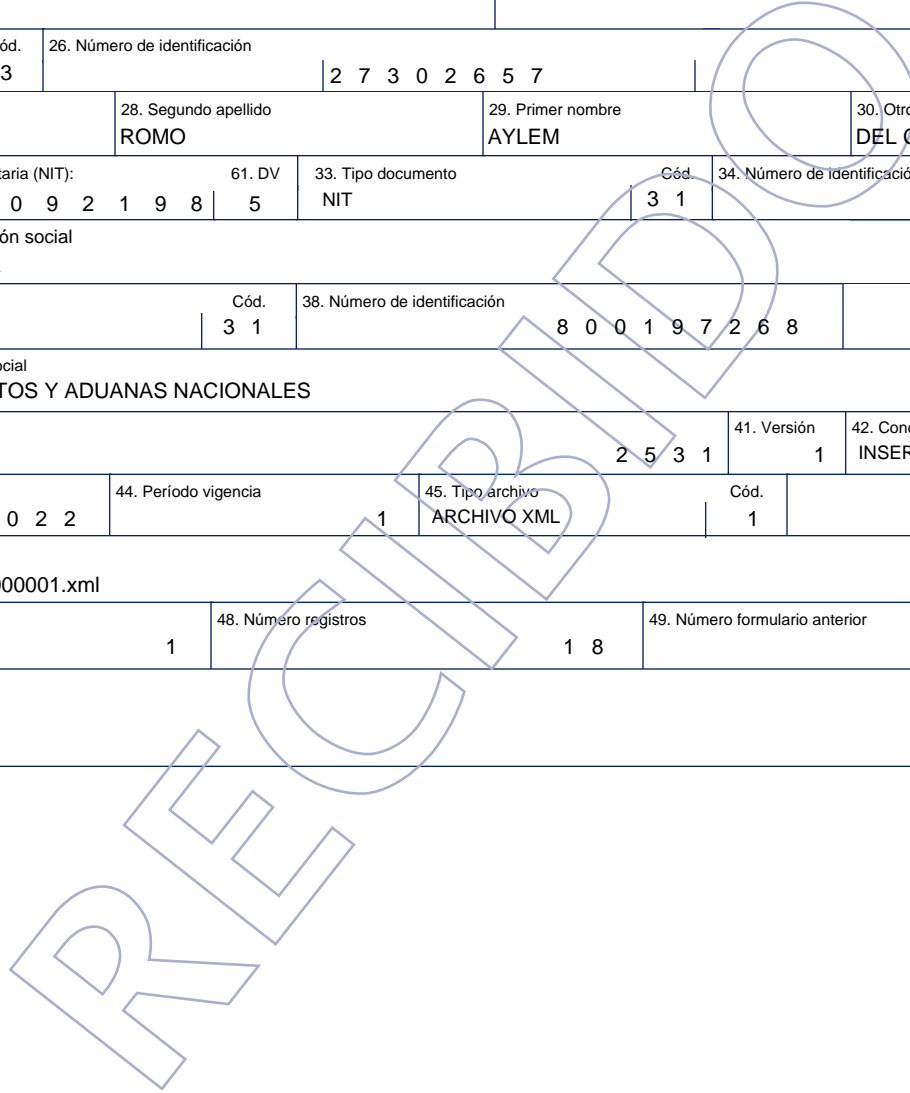 ód. 26. Número de identificación
3 2 7 3 0 2 6 5 7
28. Segundo apellido 29. Primer nombre 30. Otro
ROMO AYLEM DEL
taria (NIT): 61. DV 33. Tipo documento Cód. 34. Número de identificació
0 9 2 1 9 8 5 NIT 3 1
ón social
Cód. 38. Número de identificación
3 1 8 0 0 1 9 7 2 6 8
ocial
TOS Y ADUANAS NACIONALES
41. Versión 42. Conc
2 5 3 1 1 INSER
44. Período vigencia 45. Tipo archivo Cód.
0 2 2 1 ARCHIVO XML 1
000001.xml
48. Número registros 49. Número formulario anterior
1 1 8
RECIBIDO